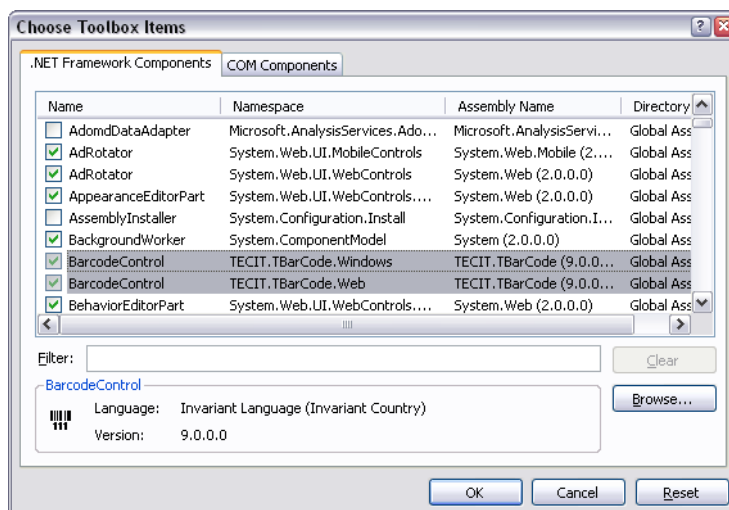 Choose Toolbox Items
.NET Framework Components COM Components
Name Namespace Assembly Name Directory
AdomdDataAdapter Microsoft.AnalysisServices.Ado... Microsoft.AnalysisServi... Global Ass
AdRotator System.Web.UI.MobileControls System.Web.Mobile (2.... Global Ass
AdRotator System.Web.UI.WebControls System.Web (2.0.0.0) Global Ass
AppearanceEditorPart System.Web.UI.WebControls.... System.Web (2.0.0.0) Global Ass
AssemblyInstaller System.Configuration.Install System.Configuration.I... Global Ass
BackgroundWorker System.ComponentModel System (2.0.0.0) Global Ass
BarcodeControl TECIT.TBarCode.Windows TECIT.TBarCode (9.0.0... Global Ass
BarcodeControl TECIT.TBarCode.Web TECIT.TBarCode (9.0.0... Global Ass
BehaviorEditorPart System.Web.UI.WebControls.... System.Web (2.0.0.0) Global Ass
Filter: Clear
BarcodeControl
Browse...
Language: Invariant Language (Invariant Country)
111
Version: 9.0.0.0
OK Cancel Reset